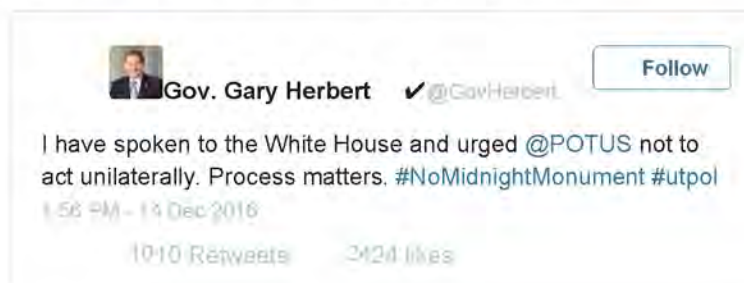 Gov. Gary Herbert ✔ @GovHerbert
Follow
I have spoken to the White House and urged @POTUS not to
act unilaterally. Process matters. #NoMidnightMonument #utpol
1:56 PM - 14 Dec 2016
1010 Retweets 2424 likes